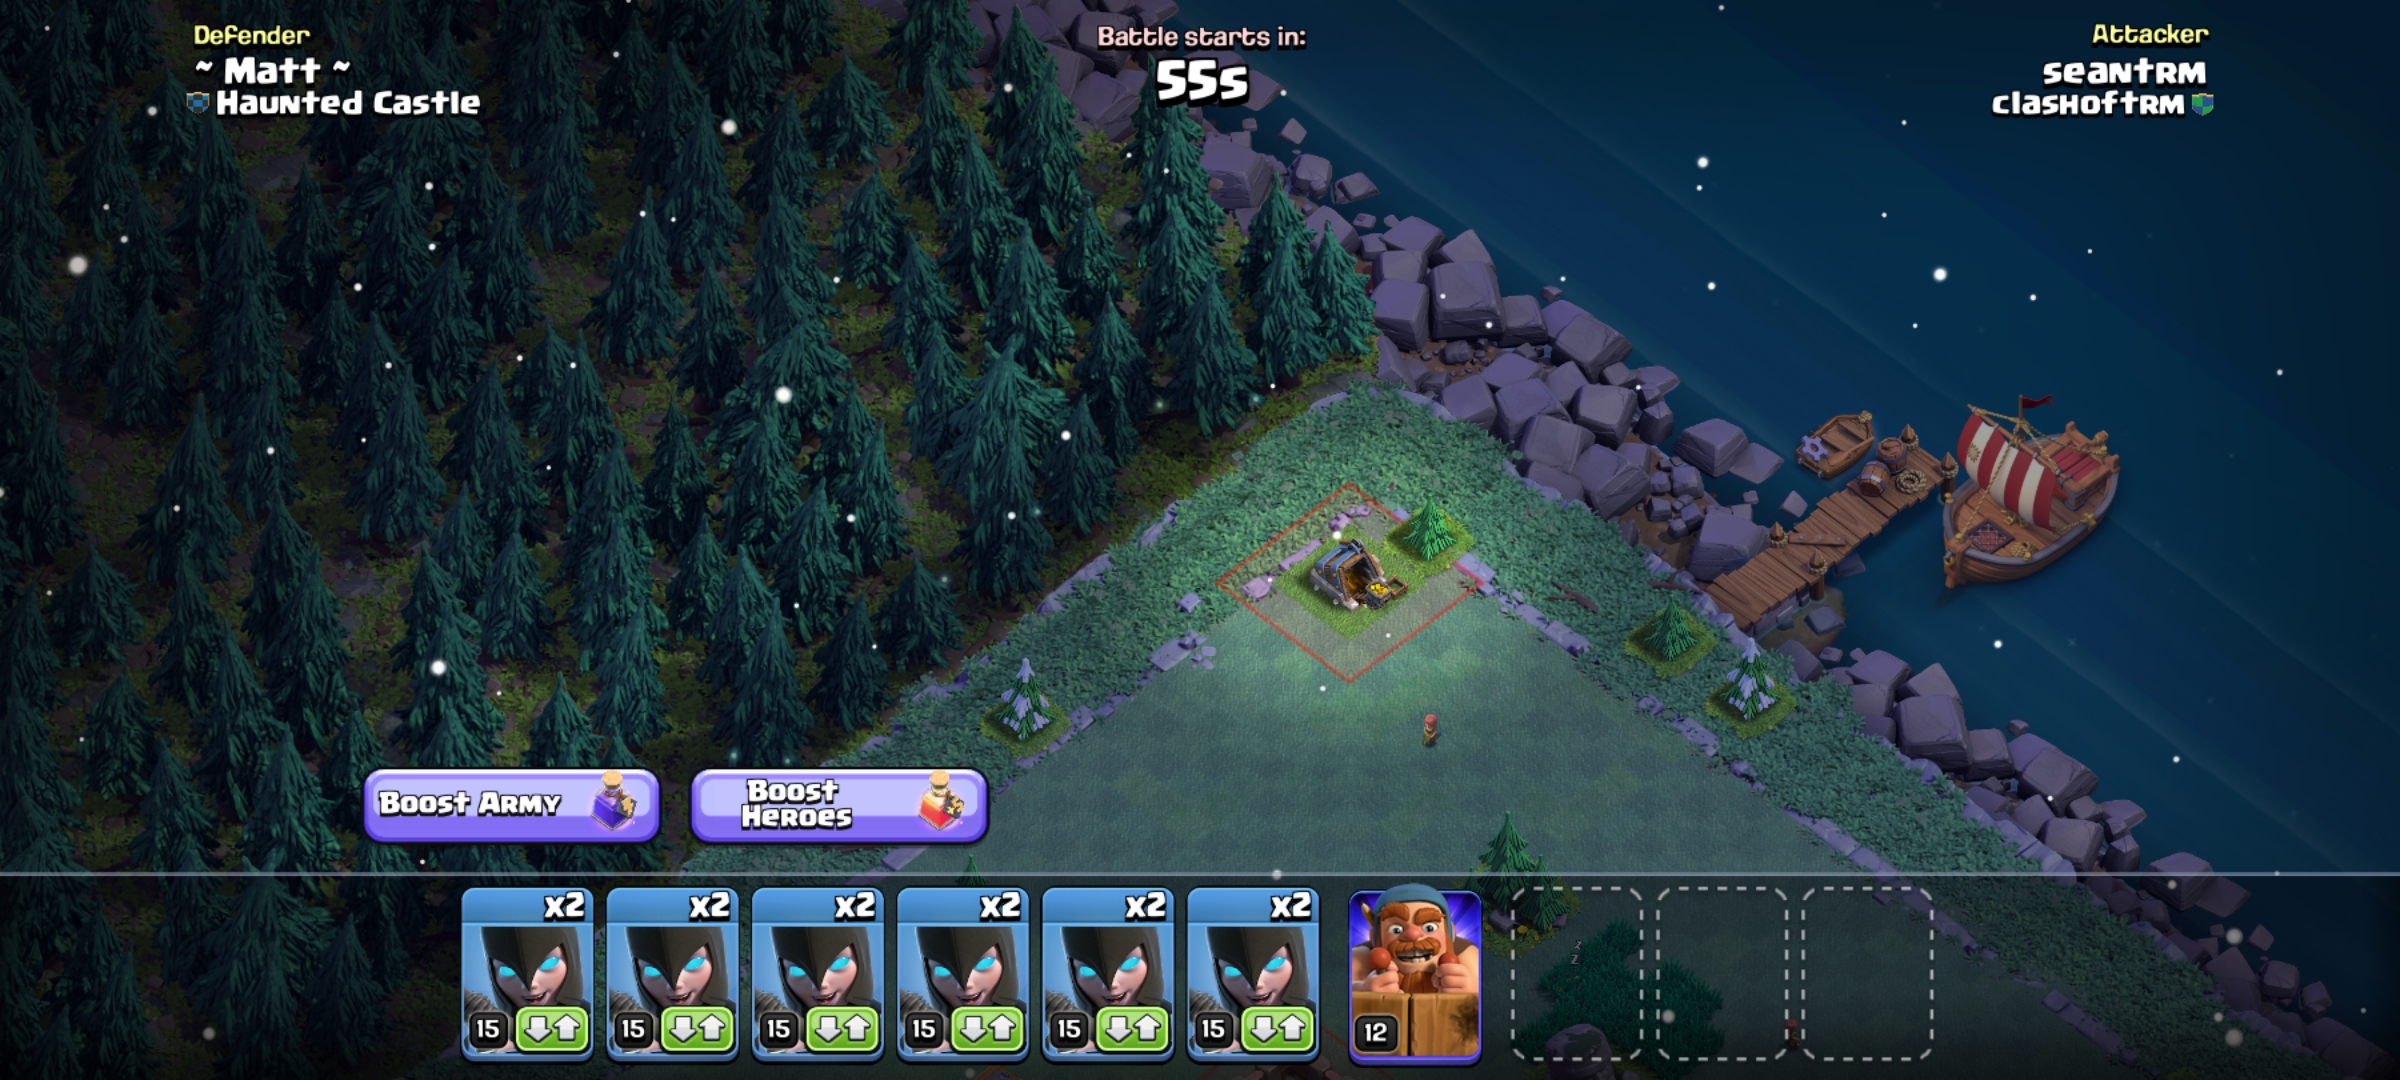 Defender
~ Matt ~
Haunted Castle
Battle starts in:
55s
Attacker
seantrm
clashoftrm
Boost Army
Boost
Heroes
x2
x2
x2
x2
x2
x2
15
15
15
15
15
15
12
z
z